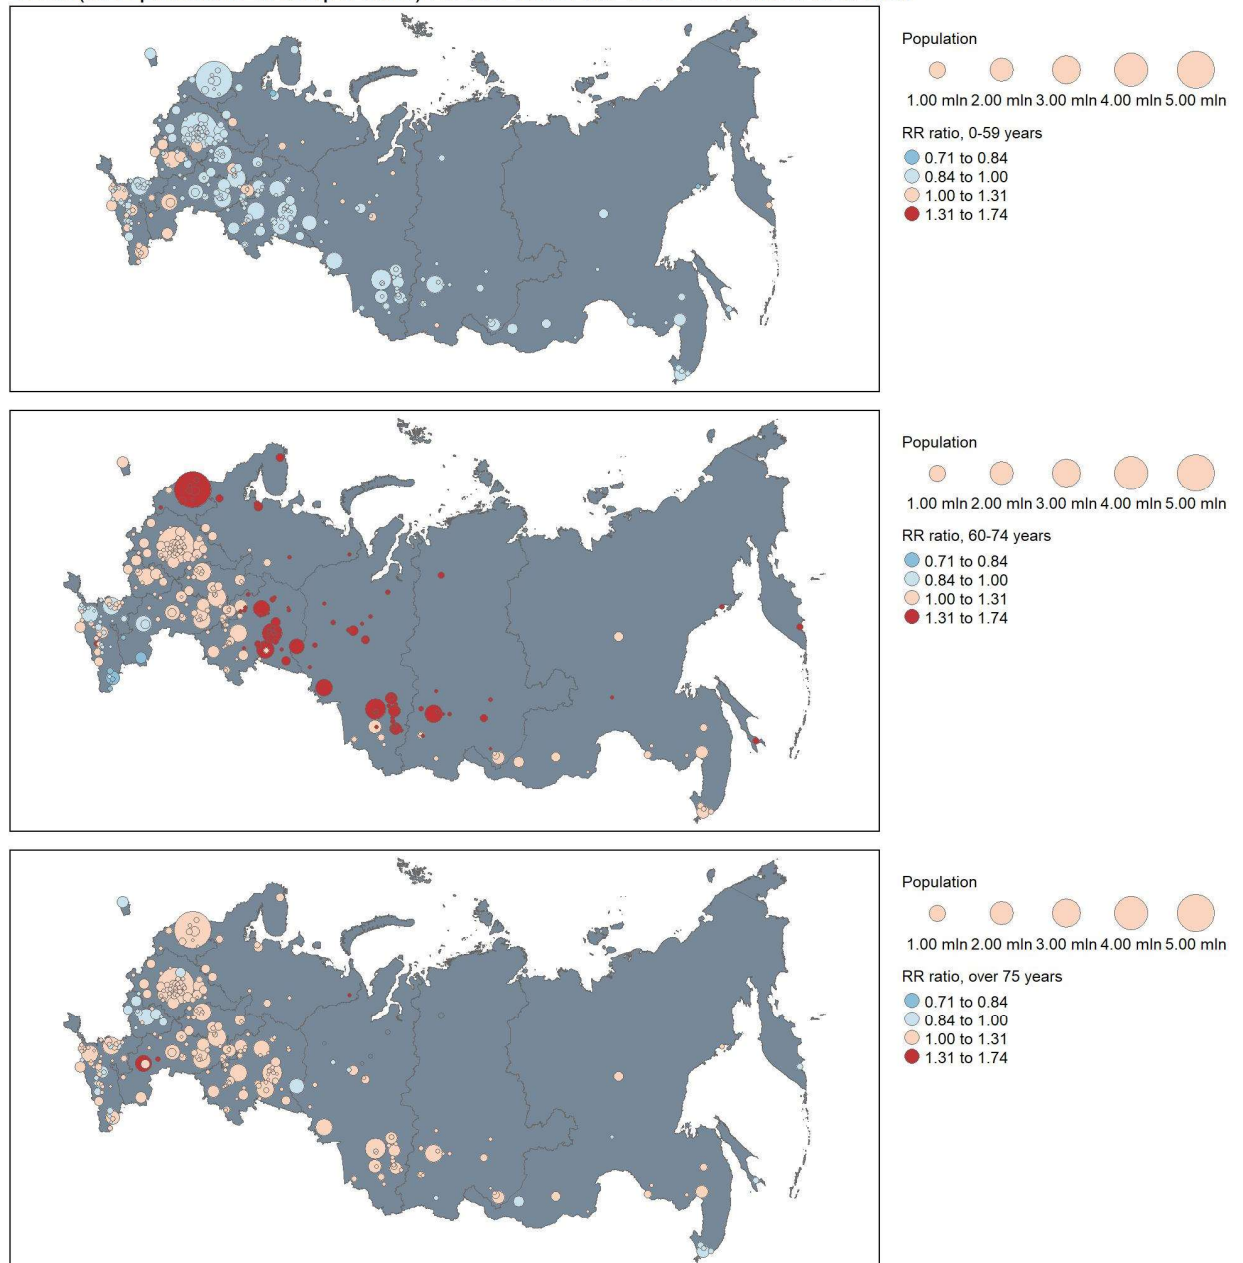 Population
1.00 mln 2.00 mln 3.00 mln 4.00 mln 5.00 mln
RR ratio, 0-59 years
0.71 to 0.84
0.84 to 1.00
1.00 to 1.31
1.31 to 1.74
Population
1.00 mln 2.00 mln 3.00 mln 4.00 mln 5.00 mln
RR ratio, 60-74 years
0.71 to 0.84
0.84 to 1.00
1.00 to 1.31
1.31 to 1.74
Population
1.00 mln 2.00 mln 3.00 mln 4.00 mln 5.00 mln
RR ratio, over 75 years
0.71 to 0.84
0.84 to 1.00
1.00 to 1.31
1.31 to 1.74